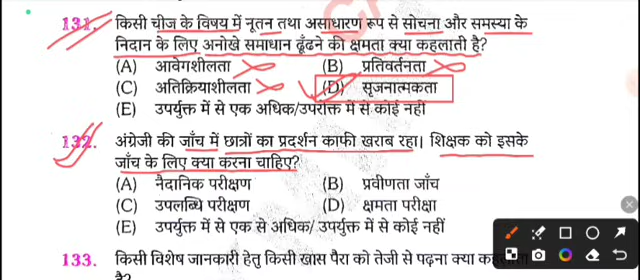 131. किसी चीज के विषय में नूतन तथा असाधारण रूप से सोचना और समस्या के
निदान के लिए अनोखे समाधान ढूँढने की क्षमता क्या कहलाती है?
(A) आवेगशीलता (B) प्रतिवर्तनता
(C) अतिक्रियाशीलता (D) सृजनात्मकता
(E) उपर्युक्त में से एक अधिक/उपरोक्त में से कोई नहीं
132. अंग्रेजी की जाँच में छात्रों का प्रदर्शन काफी खराब रहा। शिक्षक को इसके
जाँच के लिए क्या करना चाहिए?
(A) नैदानिक परीक्षण (B) प्रवीणता जाँच
(C) उपलब्धि परीक्षण (D) क्षमता परीक्षा
(E) उपर्युक्त में से एक से अधिक/ उपर्युक्त में से कोई नहीं
133. किसी विशेष जानकारी हेतु किसी खास पैरा को तेजी से पढ़ना क्या
है?